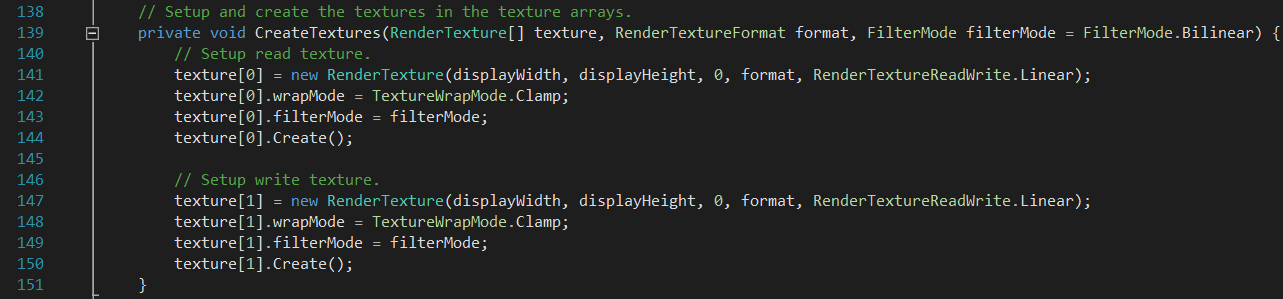 138 // Setup and create the textures in the texture arrays.
139 private void CreateTextures(RenderTexture[] texture, RenderTextureFormat format, FilterMode filterMode = FilterMode.Bilinear) {
140 // Setup read texture.
141 texture[0] = new RenderTexture(displayWidth, displayHeight, 0, format, RenderTextureReadWrite.Linear);
142 texture[0].wrapMode = TextureWrapMode.Clamp;
143 texture[0].filterMode = filterMode;
144 texture[0].Create();
145
146 // Setup write texture.
147 texture[1] = new RenderTexture(displayWidth, displayHeight, 0, format, RenderTextureReadWrite.Linear);
148 texture[1].wrapMode = TextureWrapMode.Clamp;
149 texture[1].filterMode = filterMode;
150 texture[1].Create();
151 }